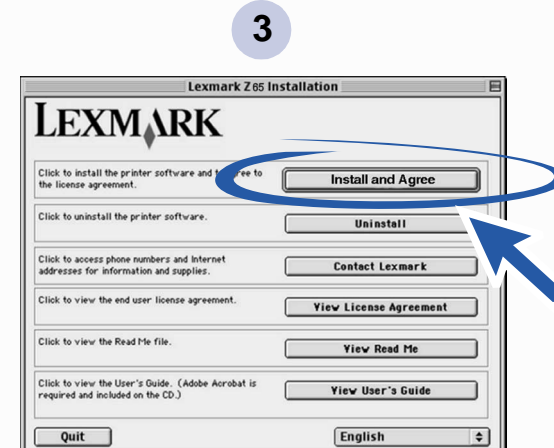 3
Lexmark Z65 Installation
LEXMARK
Click to install the printer software and to agree to
the license agreement.
Install and Agree
Click to uninstall the printer software.
Uninstall
Click to access phone numbers and Internet
addresses for information and supplies.
Contact Lexmark
Click to view the end user license agreement.
View License Agreement
Click to view the Read Me file.
View Read Me
Click to view the User's Guide. (Adobe Acrobat is
required and included on the CD.)
View User's Guide
Quit
English